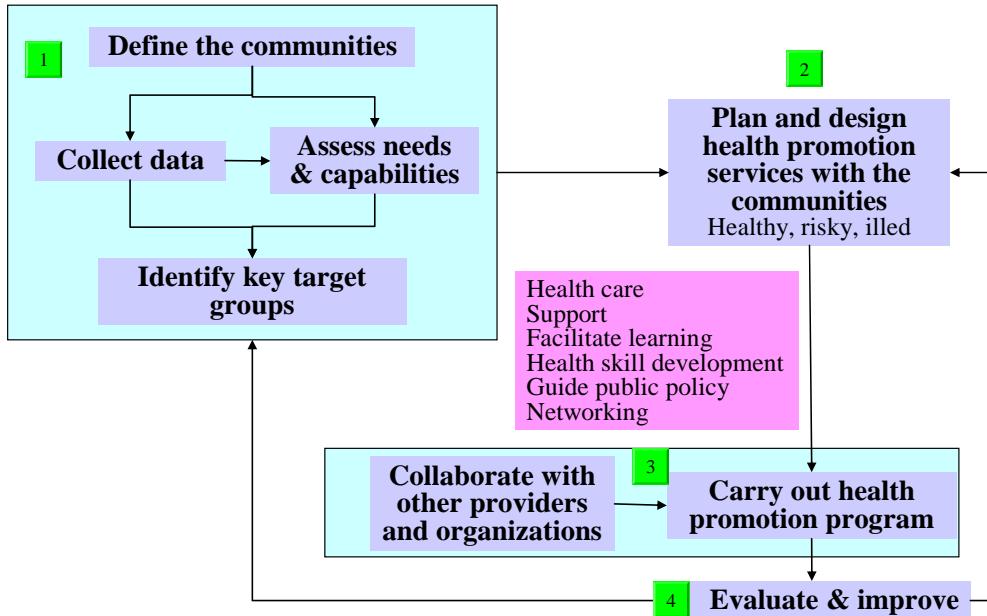 1
Define the communities
Collect data
Assess needs
& capabilities
Identify key target
groups
2
Plan and design
health promotion
services with the
communities
Healthy, risky, illed
Health care
Support
Facilitate learning
Health skill development
Guide public policy
Networking
3
Collaborate with
other providers
and organizations
Carry out health
promotion program
4
Evaluate & improve